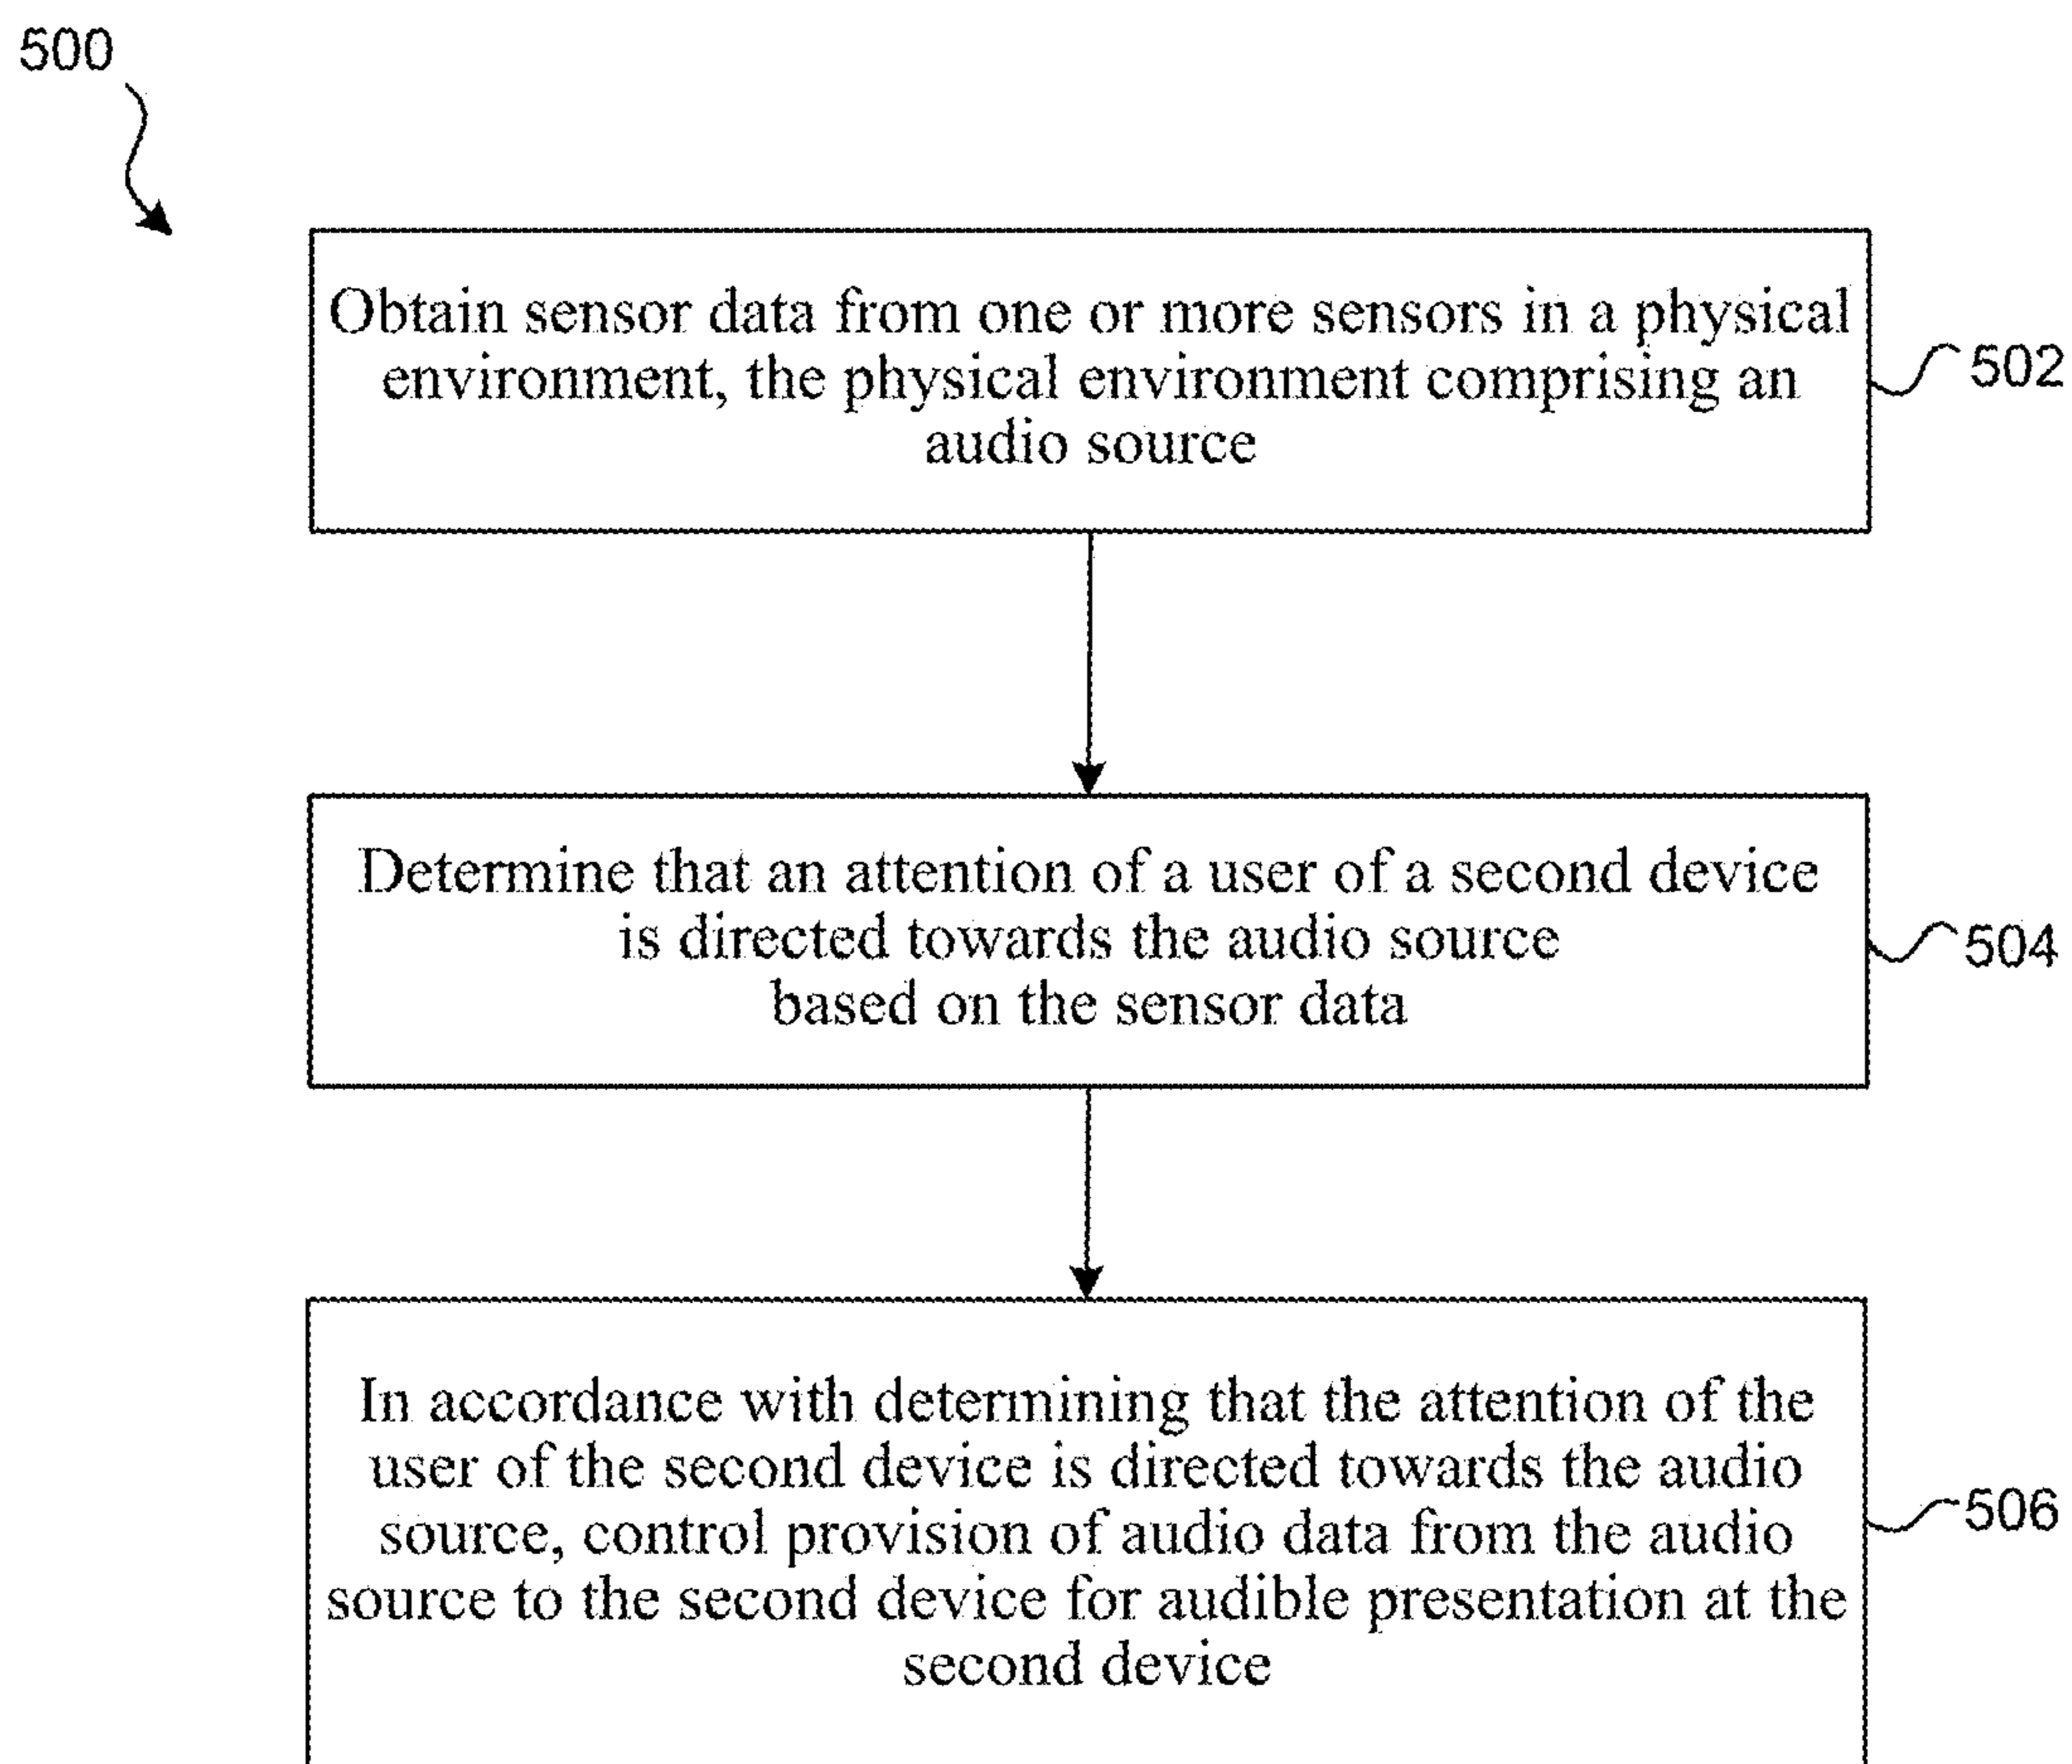 500
Obtain sensor data from one or more sensors in a physical
environment, the physical environment comprising an
audio source
502
Determine that an attention of a user of a second device
is directed towards the audio source
based on the sensor data
504
In accordance with determining that the attention of the
user of the second device is directed towards the audio
source, control provision of audio data from the audio
source to the second device for audible presentation at the
second device
506